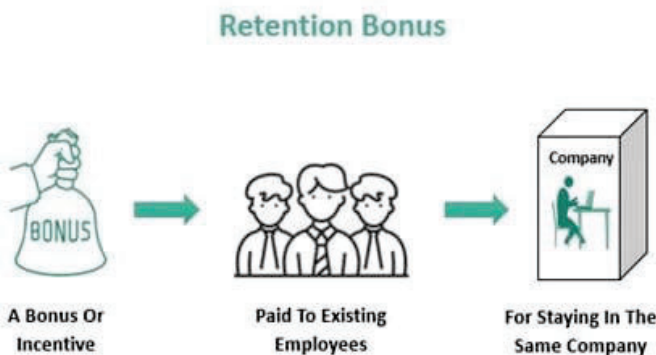 Retention Bonus
BONUS
Company
A Bonus Or
Incentive
Paid To Existing
Employees
For Staying In The
Same Company